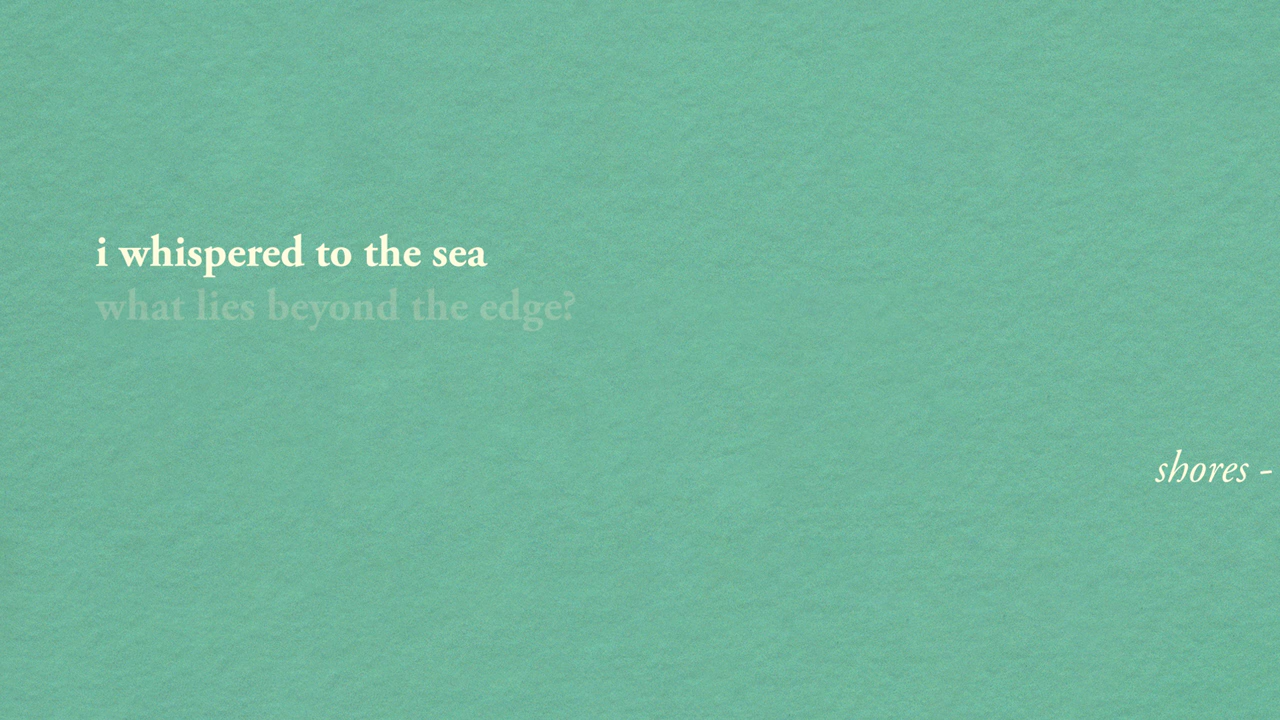 i whispered to the sea
what lies beyond the edge?
shores -